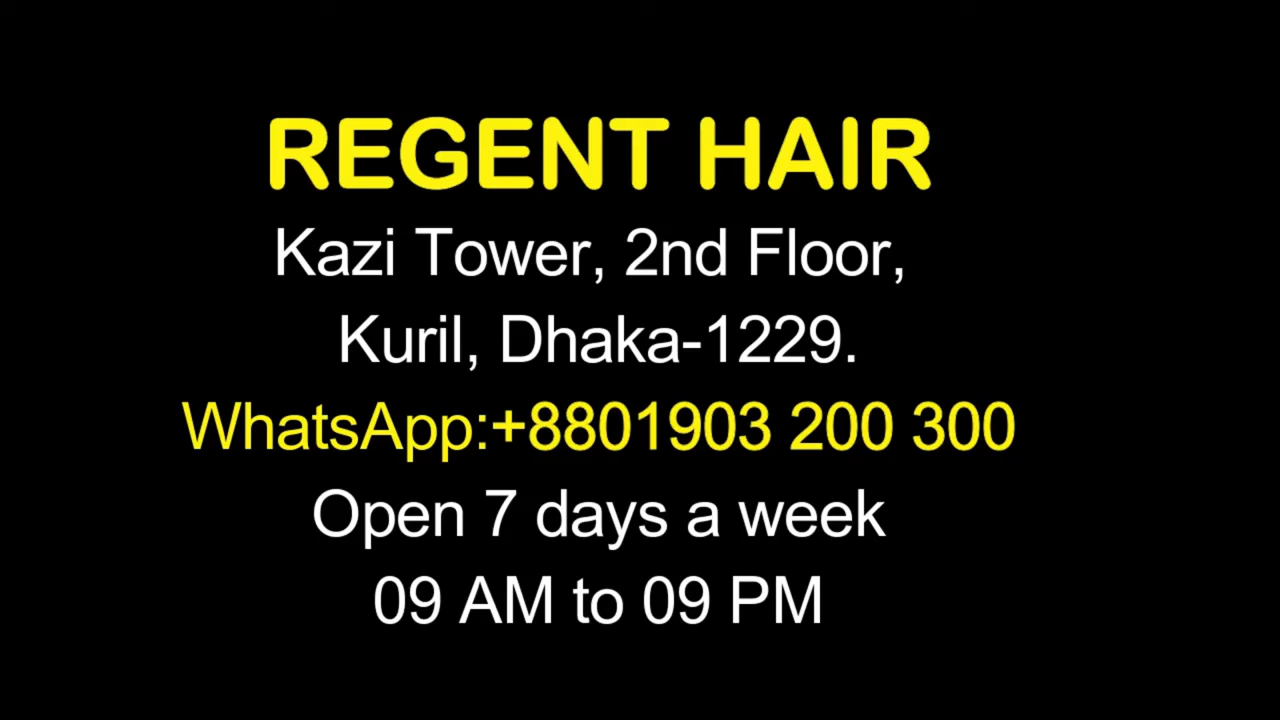 REGENT HAIR
Kazi Tower, 2nd Floor,
Kuril, Dhaka-1229.
WhatsApp:+8801903 200 300
Open 7 days a week
09 AM to 09 PM